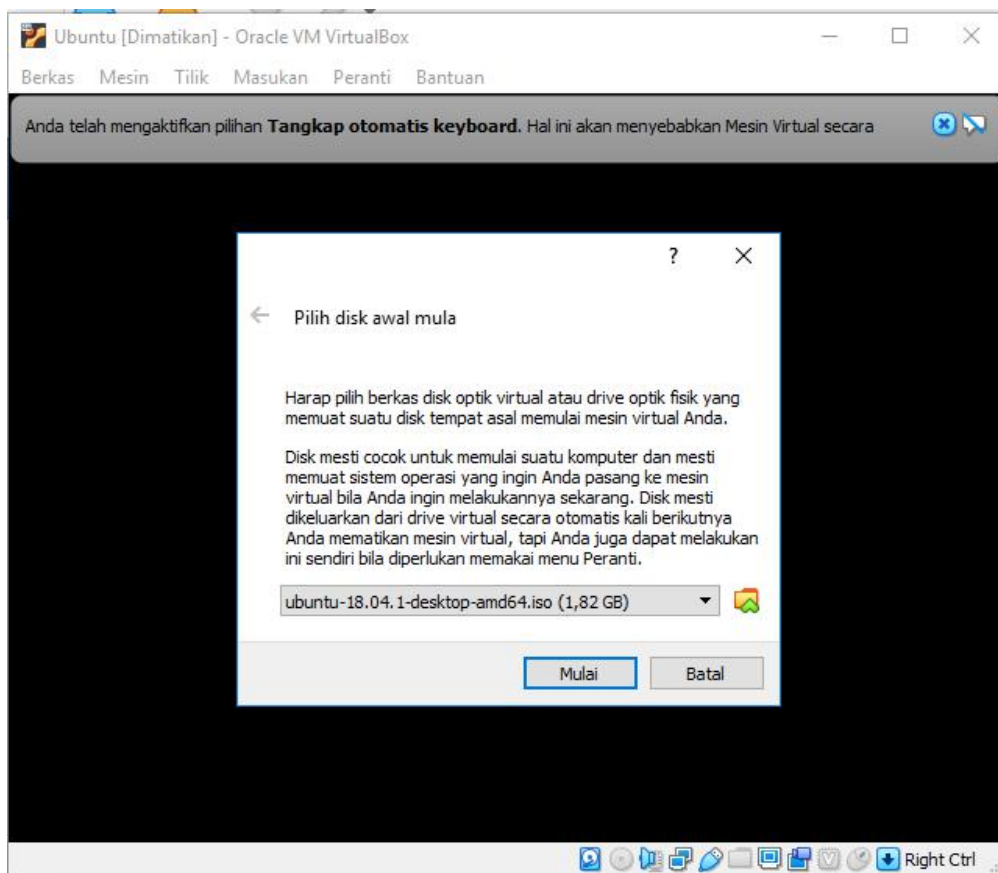 Ubuntu [Dimatikan] - Oracle VM VirtualBox
Berkas Mesin Tilik Masukan Peranti Bantuan
Anda telah mengaktifkan pilihan Tangkap otomatis keyboard. Hal ini akan menyebabkan Mesin Virtual secara
?
Pilih disk awal mula
Harap pilih berkas disk optik virtual atau drive optik fisik yang
memuat suatu disk tempat asal memulai mesin virtual Anda.
Disk mesti cocok untuk memulai suatu komputer dan mesti
memuat sistem operasi yang ingin Anda pasang ke mesin
virtual bila Anda ingin melakukannya sekarang. Disk mesti
dikeluarkan dari drive virtual secara otomatis kali berikutnya
Anda mematikan mesin virtual, tapi Anda juga dapat melakukan
ini sendiri bila diperlukan memakai menu Peranti.
ubuntu-18.04.1-desktop-amd64.iso (1,82 GB)
Mulai Batal
Right Ctrl